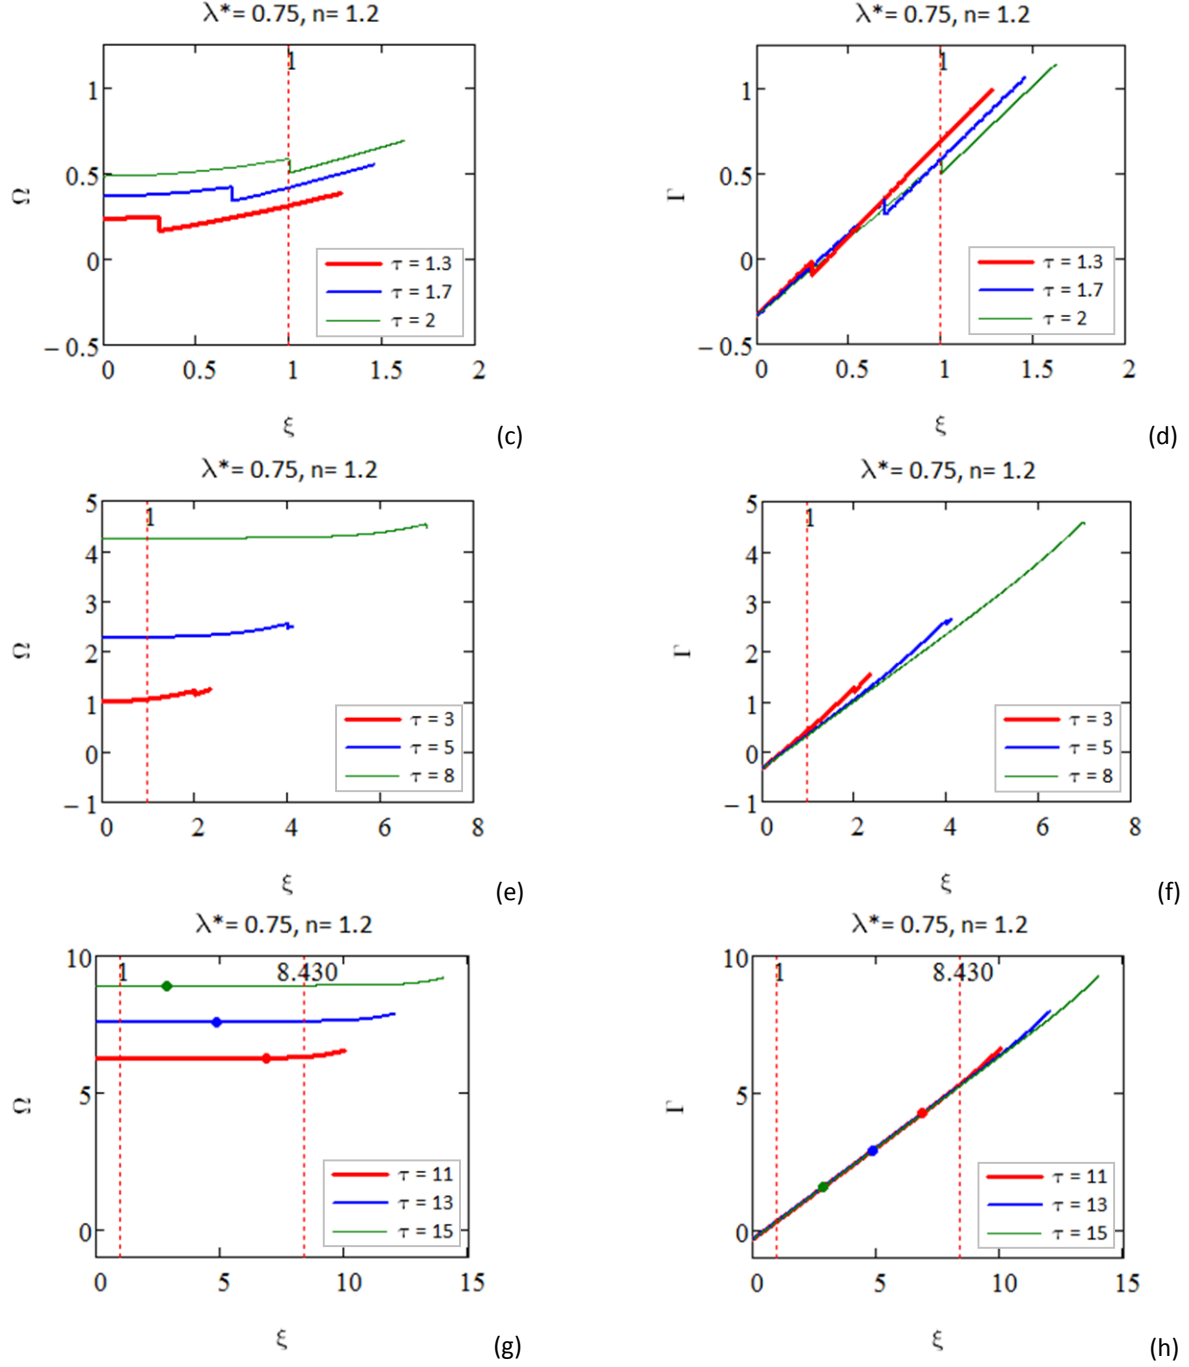 λ*= 0.75, n= 1.2
1
1
0.5
0
– 0.5
Ω
τ = 1.3
τ = 1.7
τ = 2
0 0.5 1 1.5 2
ξ
(c)
λ*= 0.75, n= 1.2
1
1
0.5
0
– 0.5
Γ
τ = 1.3
τ = 1.7
τ = 2
0 0.5 1 1.5 2
ξ
(d)
λ*= 0.75, n= 1.2
1
5
4
3
2
1
0
– 1
Ω
τ = 3
τ = 5
τ = 8
0 2 4 6 8
ξ
(e)
λ*= 0.75, n= 1.2
1
5
4
3
2
1
0
– 1
Γ
τ = 3
τ = 5
τ = 8
0 2 4 6 8
ξ
(f)
λ*= 0.75, n= 1.2
1 8.430
10
5
0
Ω
τ = 11
τ = 13
τ = 15
0 5 10 15
ξ
(g)
λ*= 0.75, n= 1.2
1 8.430
10
5
0
Γ
τ = 11
τ = 13
τ = 15
0 5 10 15
ξ
(h)